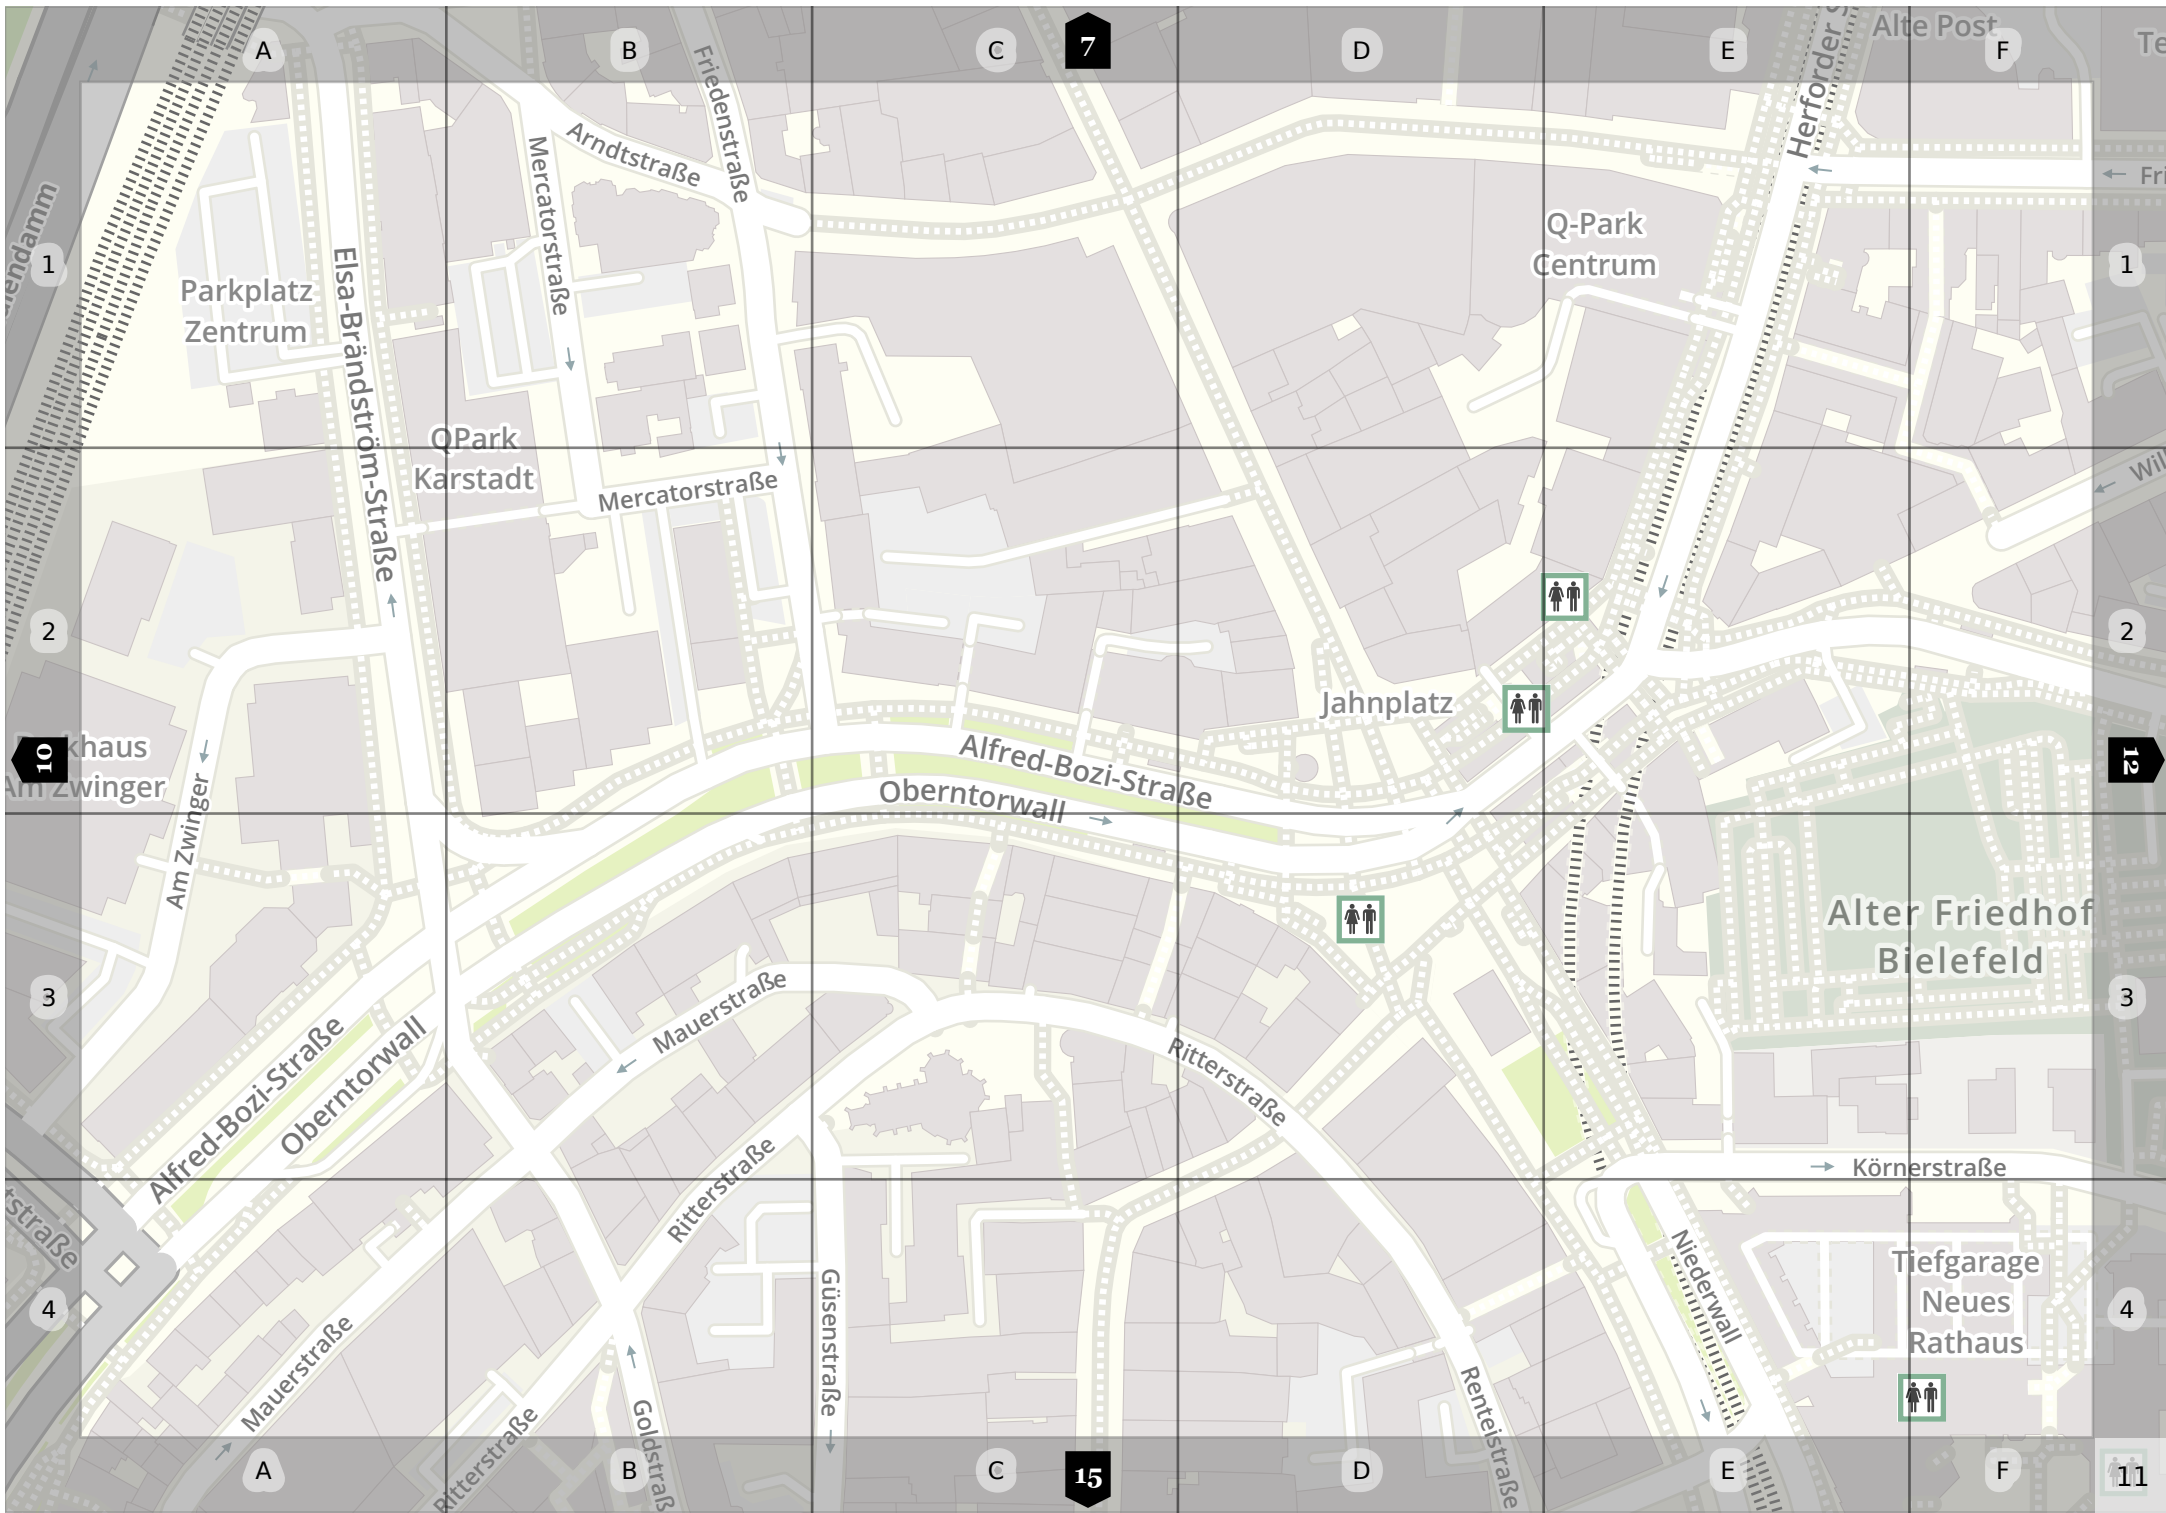 A
B
C
7
D
E
F
Alte Post
Herforder S
Friedenstraße
Arndtstraße
Mercatorstraße
Elsa-Brändström-Straße
1
Parkplatz
Zentrum
Q-Park
Centrum
1
QPark
Karstadt
Mercatorstraße
2
2
Jahnplatz
10
Am Zwinger
Am Zwinger
Alfred-Bozi-Straße
Oberntorwall
12
Alter Friedhof
Bielefeld
3
3
Mauerstraße
Alfred-Bozi-Straße
Oberntorwall
Ritterstraße
Ritterstraße
Körnerstraße
4
4
Mauerstraße
Güsenstraße
Niederwall
Tiefgarage
Neues
Rathaus
Ritterstraße
Goldstraß
Renteistraße
A
B
C
15
D
E
F
11